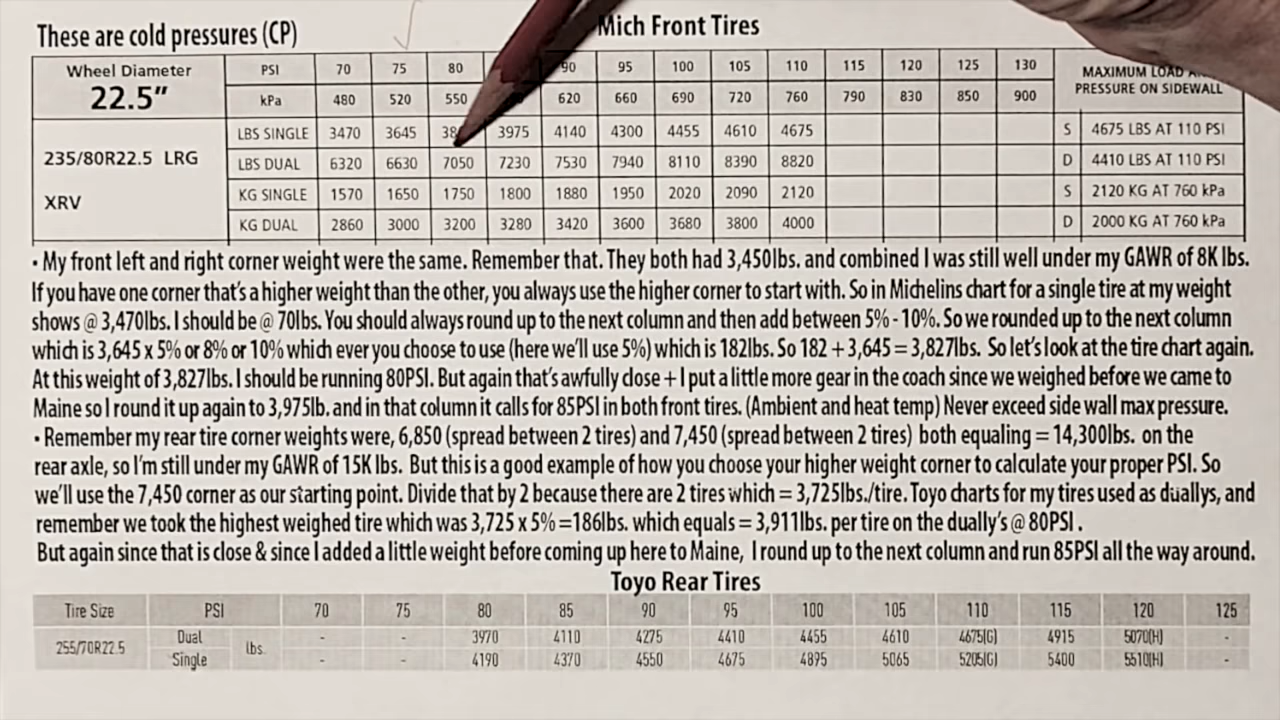 These are cold pressures (CP)
Mich Front Tires
Wheel Diameter PSI 70 75 80 90 95 100 105 110 115 120 125 130 MAXIMUM LOAD
22.5" kPa 480 520 550 620 660 690 720 760 790 830 850 900 PRESSURE ON SIDEWALL
LBS SINGLE 3470 3645 3975 4140 4300 4455 4610 4675 S 4675 LBS AT 110 PSI
235/80R22.5 LRG LBS DUAL 6320 6630 7050 7230 7530 7940 8110 8390 8820 D 4410 LBS AT 110 PSI
XRV KG SINGLE 1570 1650 1750 1800 1880 1950 2020 2090 2120 S 2120 KG AT 760 kPa
KG DUAL 2860 3000 3200 3280 3420 3600 3680 3800 4000 D 2000 KG AT 760 kPa
• My front left and right corner weight were the same. Remember that. They both had 3,450lbs. and combined I was still well under my GAWR of 8K lbs.
If you have one corner that's a higher weight than the other, you always use the higher corner to start with. So in Michelins chart for a single tire at my weight
shows @ 3,470lbs. I should be @ 70lbs. You should always round up to the next column and then add between 5% - 10%. So we rounded up to the next column
which is 3,645 x 5% or 8% or 10% which ever you choose to use (here we'll use 5%) which is 182lbs. So 182 + 3,645 = 3,827lbs. So let's look at the tire chart again.
At this weight of 3,827lbs. I should be running 80PSI. But again that's awfully close + I put a little more gear in the coach since we weighed before we came to
Maine so I round it up again to 3,975lb. and in that column it calls for 85PSI in both front tires. (Ambient and heat temp) Never exceed side wall max pressure.
• Remember my rear tire corner weights were, 6,850 (spread between 2 tires) and 7,450 (spread between 2 tires) both equaling = 14,300lbs. on the
rear axle, so I'm still under my GAWR of 15K lbs. But this is a good example of how you choose your higher weight corner to calculate your proper PSI. So
we'll use the 7,450 corner as our starting point. Divide that by 2 because there are 2 tires which = 3,725lbs./tire. Toyo charts for my tires used as duallys, and
remember we took the highest weighed tire which was 3,725 x 5% =186lbs. which equals = 3,911lbs. per tire on the dually's @ 80PSI .
But again since that is close & since I added a little weight before coming up here to Maine, I round up to the next column and run 85PSI all the way around.
Toyo Rear Tires
Tire Size PSI 70 75 80 85 90 95 100 105 110 115 120 125
255/70R22.5 Dual lbs. - - 3970 4110 4275 4410 4455 4610 4675(G) 4915 5070(H) -
Single - - 4190 4370 4550 4675 4895 5065 5205(G) 5400 5510(H) -